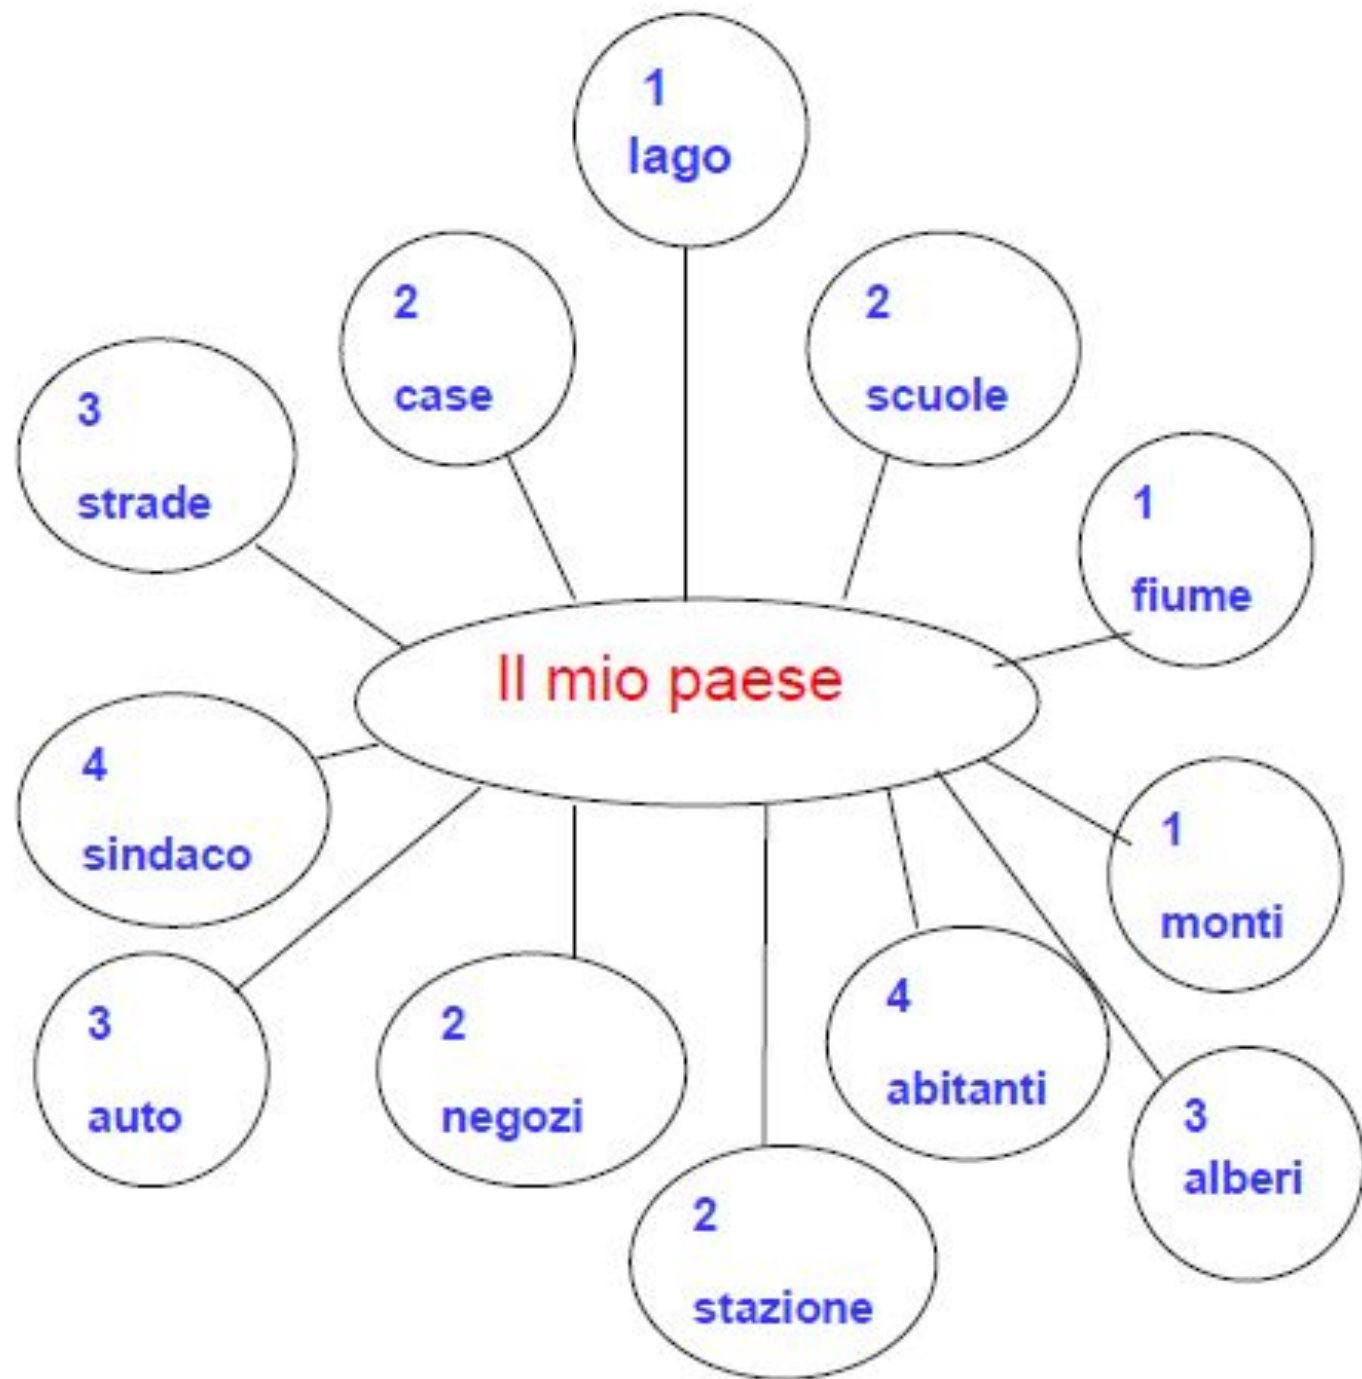 1
lago
2
case
2
scuole
3
strade
1
fiume
Il mio paese
4
sindaco
1
monti
3
auto
2
negozi
4
abitanti
3
alberi
2
stazione